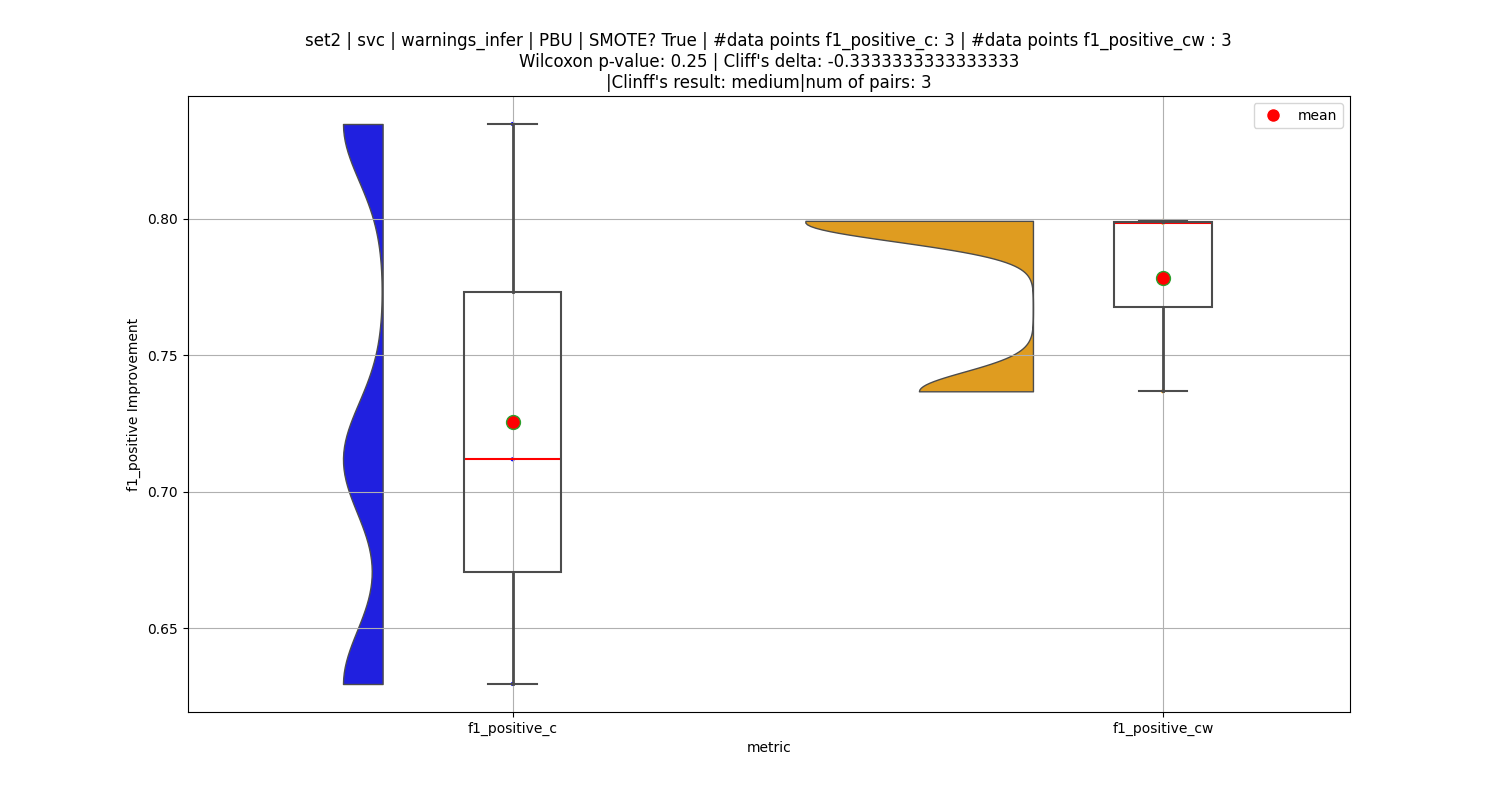 set2 | svc | warnings_infer | PBU | SMOTE? True | #data points f1_positive_c: 3 | #data points f1_positive_cw : 3
Wilcoxon p-value: 0.25 | Cliff's delta: -0.3333333333333333
|Clinff's result: medium|num of pairs: 3
mean
0.80
0.75
0.70
0.65
f1_positive Improvement
f1_positive_c
f1_positive_cw
metric